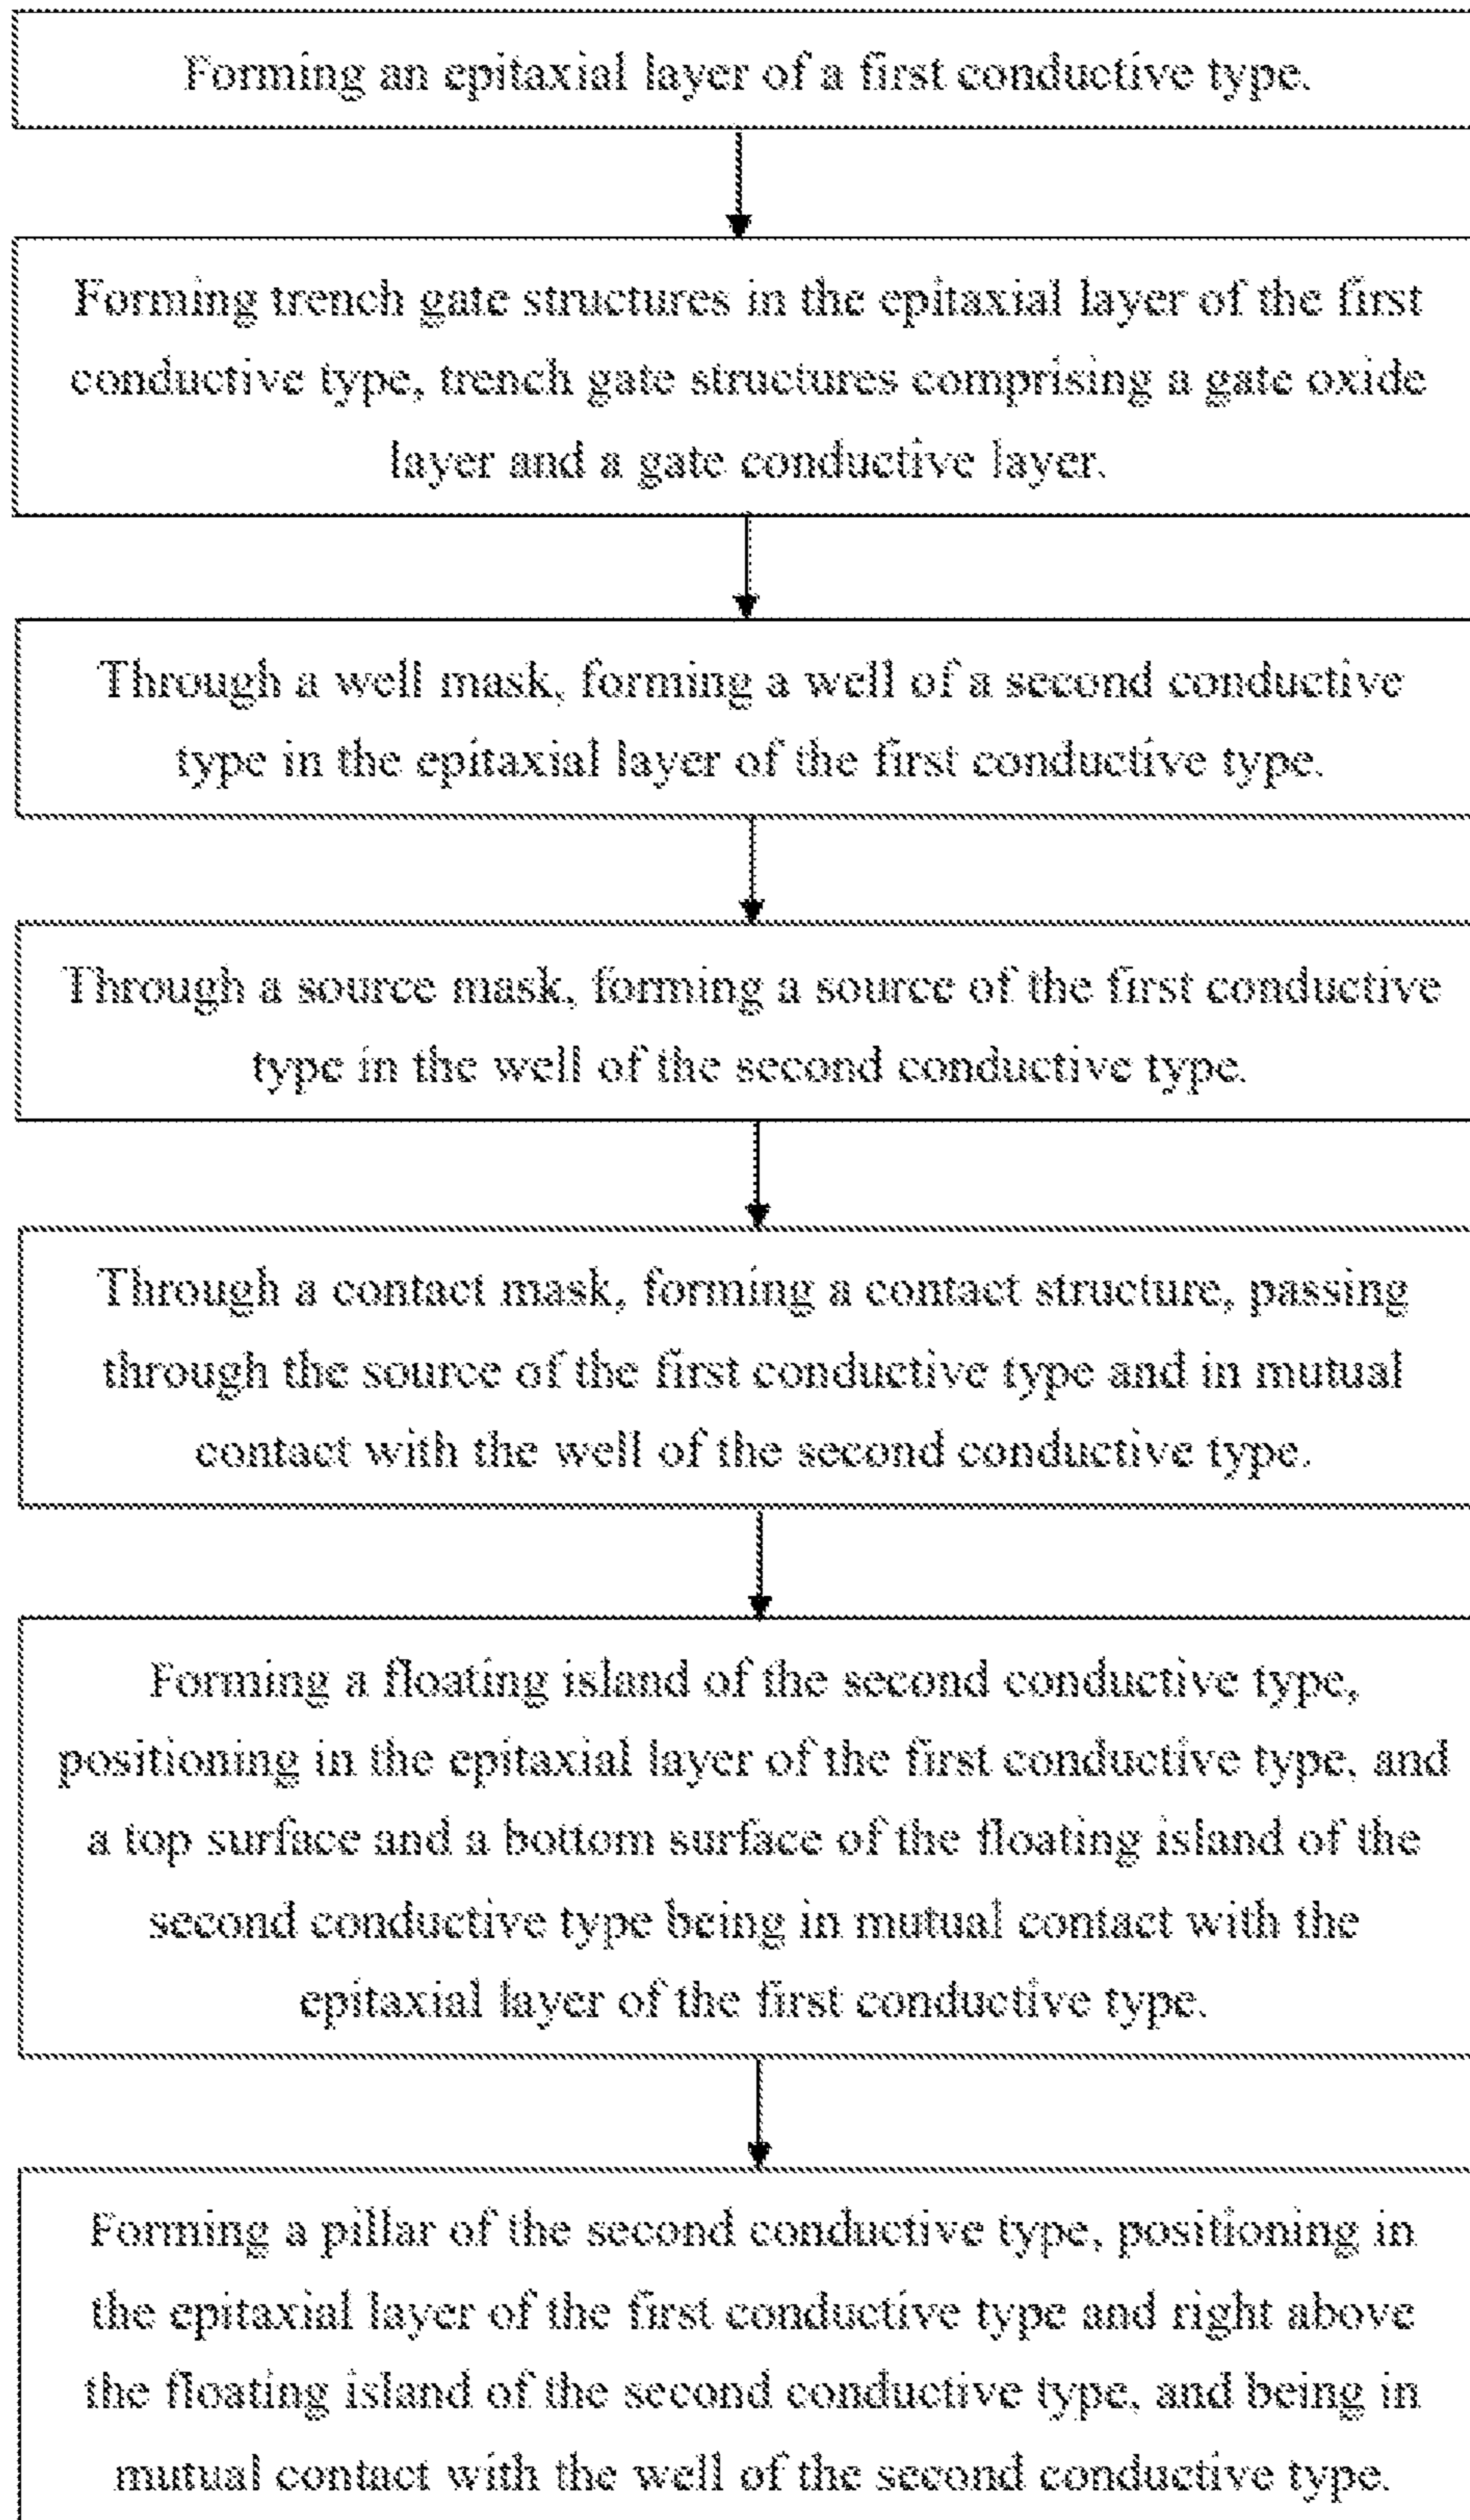 Forming an epitaxial layer of a first conductive type.
Forming trench gate structures in the epitaxial layer of the first
conductive type, trench gate structures comprising a gate oxide
layer and a gate conductive layer.
Through a well mask, forming a well of a second conductive
type in the epitaxial layer of the first conductive type.
Through a source mask, forming a source of the first conductive
type in the well of the second conductive type.
Through a contact mask, forming a contact structure, passing
through the source of the first conductive type and in mutual
contact with the well of the second conductive type.
Forming a floating island of the second conductive type,
positioning in the epitaxial layer of the first conductive type, and
a top surface and a bottom surface of the floating island of the
second conductive type being in mutual contact with the
epitaxial layer of the first conductive type.
Forming a pillar of the second conductive type, positioning in
the epitaxial layer of the first conductive type and right above
the floating island of the second conductive type, and being in
mutual contact with the well of the second conductive type.